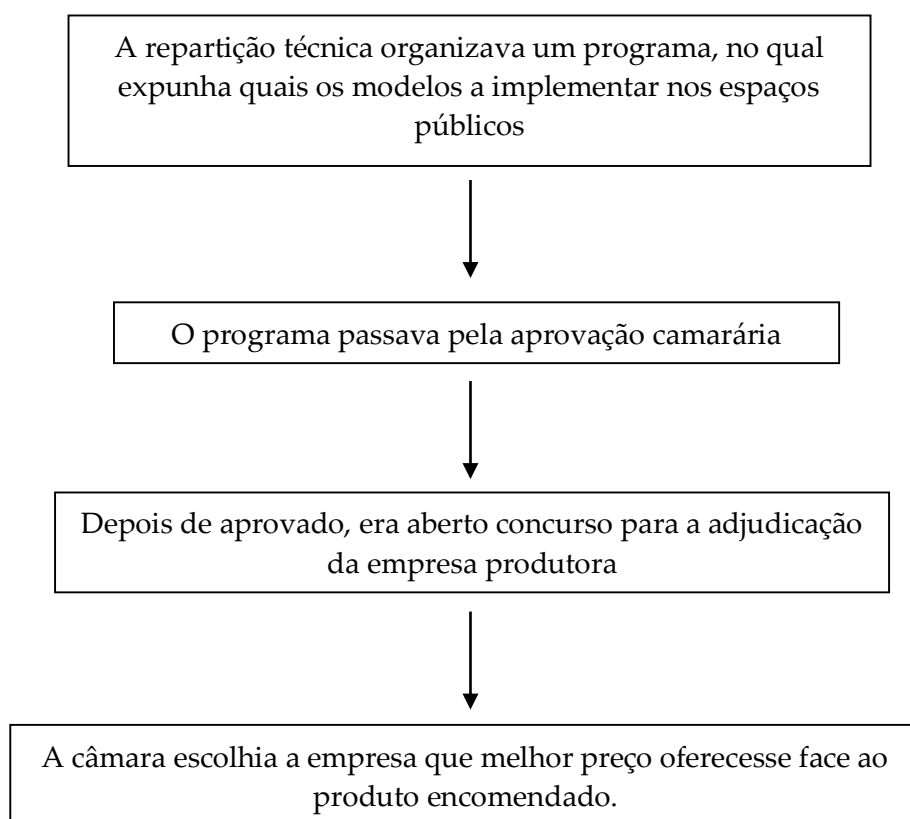 A repartição técnica organizava um programa, no qual
expunha quais os modelos a implementar nos espaços
públicos
O programa passava pela aprovação camarária
Depois de aprovado, era aberto concurso para a adjudicação
da empresa produtora
A câmara escolhia a empresa que melhor preço oferecesse face ao
produto encomendado.